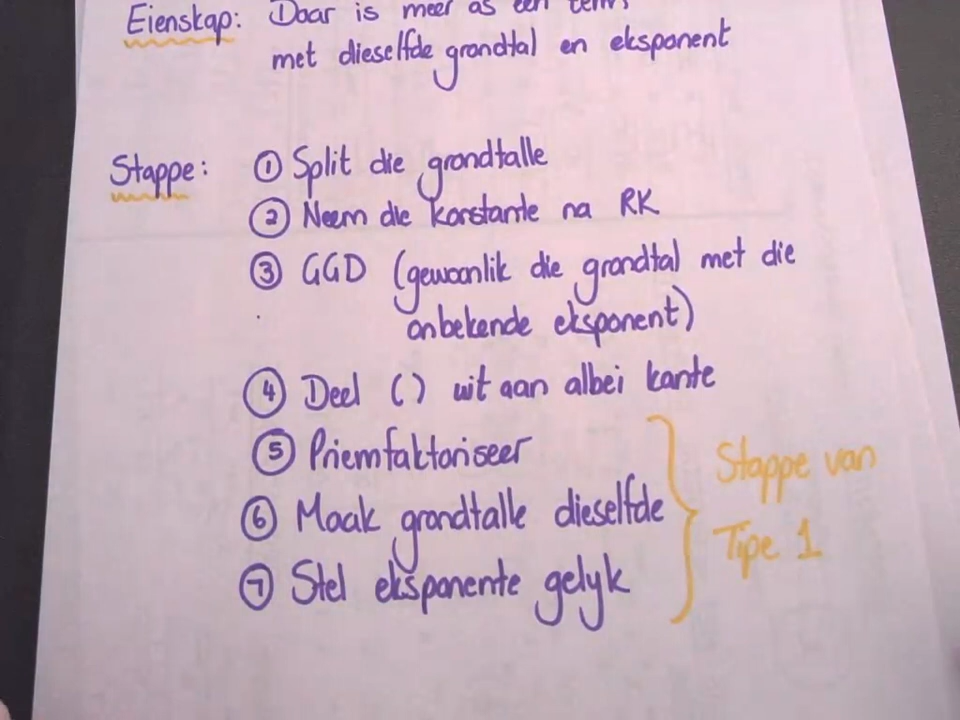 Eienskap: Daar is meer as een term
met dieselfde grondtal en eksponent
Stappe: ① Split die grondtalle
② Neem die konstante na RK
③ GGD (gewoonlik die grondtal met die
onbekende eksponent)
④ Deel ( ) uit aan albei kante
⑤ Priemfaktoriseer
⑥ Maak grondtalle dieselfde
⑦ Stel eksponente gelyk
Stappe van
Tipe 1